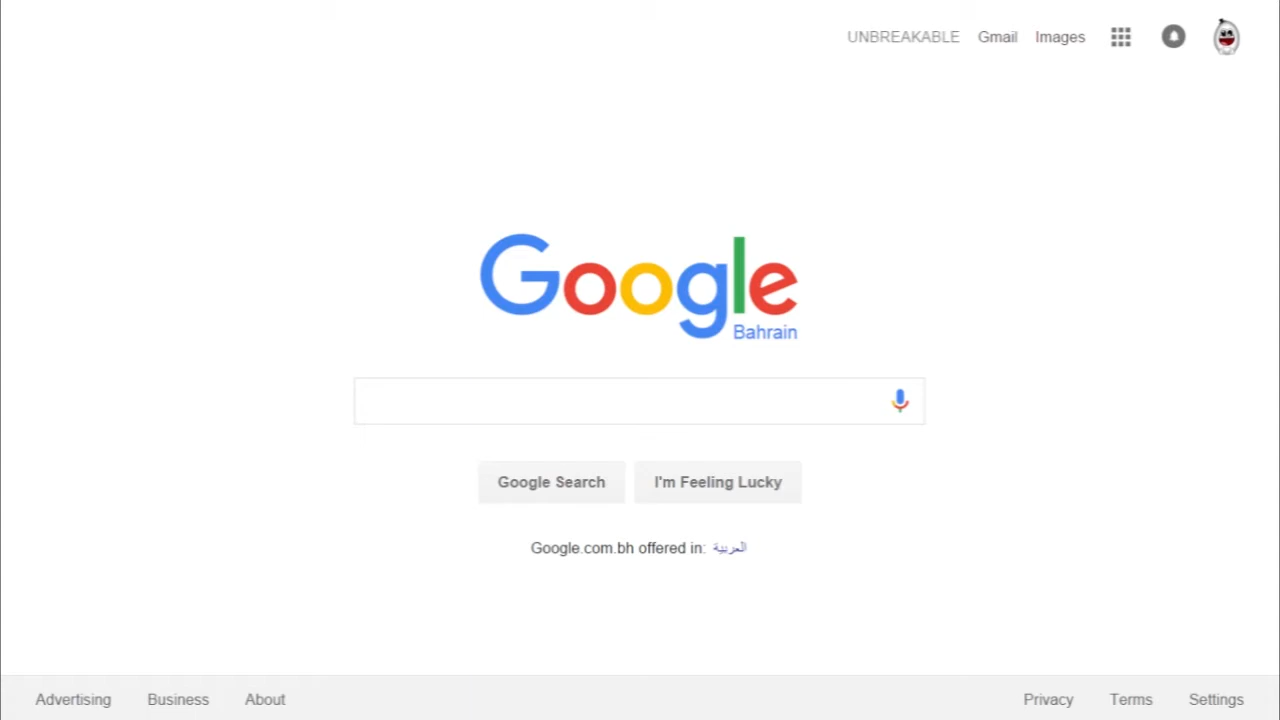 UNBREAKABLE Gmail Images
Google
Bahrain
Google Search I'm Feeling Lucky
Google.com.bh offered in: العربية
Advertising Business About Privacy Terms Settings